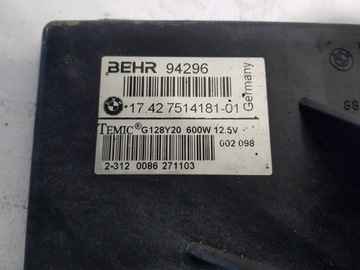 BEHR 94296
17.42 7514181-01
Germany
TEMIC® G128Y20 600W 12.5V
002 098
2-312 0086 271103